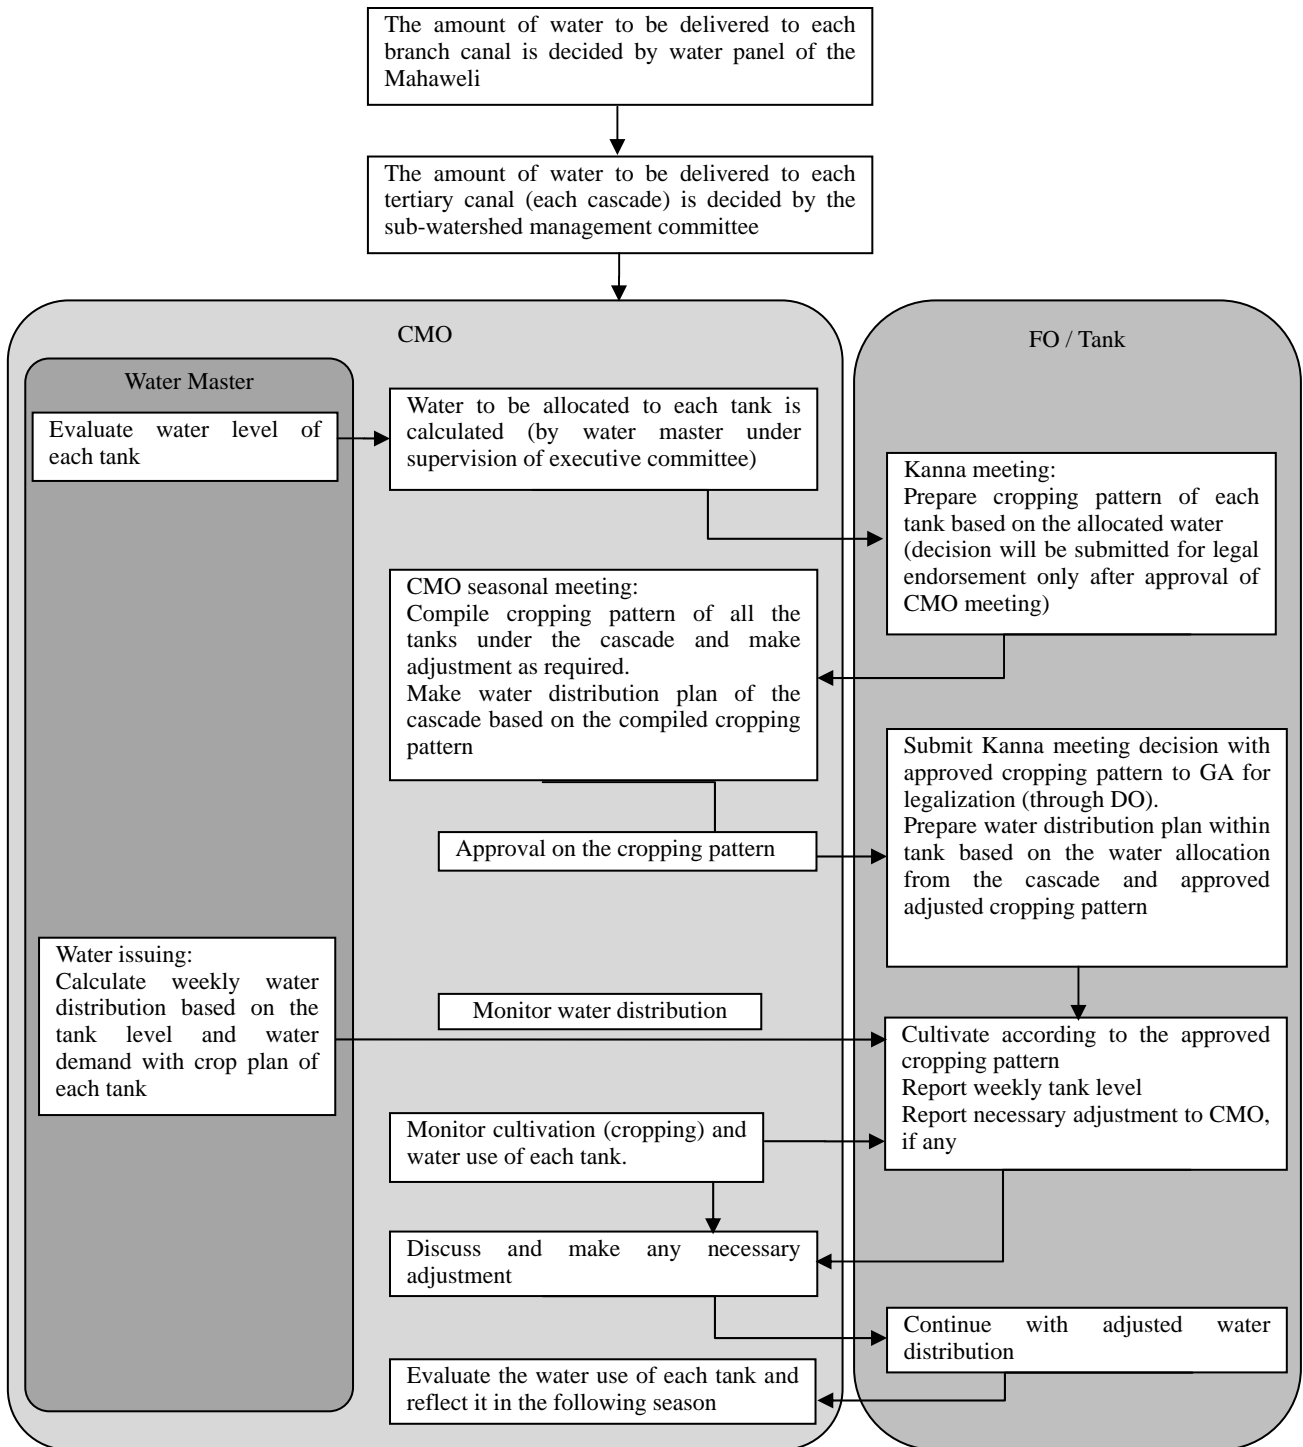 The amount of water to be delivered to each
branch canal is decided by water panel of the
Mahaweli
The amount of water to be delivered to each
tertiary canal (each cascade) is decided by the
sub-watershed management committee
CMO
FO / Tank
Water Master
Evaluate water level of
each tank
Water to be allocated to each tank is
calculated (by water master under
supervision of executive committee)
Kanna meeting:
Prepare cropping pattern of each
tank based on the allocated water
(decision will be submitted for legal
endorsement only after approval of
CMO meeting)
CMO seasonal meeting:
Compile cropping pattern of all the
tanks under the cascade and make
adjustment as required.
Make water distribution plan of the
cascade based on the compiled cropping
pattern
Submit Kanna meeting decision with
approved cropping pattern to GA for
legalization (through DO).
Prepare water distribution plan within
tank based on the water allocation
from the cascade and approved
adjusted cropping pattern
Approval on the cropping pattern
Water issuing:
Calculate weekly water
distribution based on the
tank level and water
demand with crop plan of
each tank
Monitor water distribution
Cultivate according to the approved
cropping pattern
Report weekly tank level
Report necessary adjustment to CMO,
if any
Monitor cultivation (cropping) and
water use of each tank.
Discuss and make any necessary
adjustment
Continue with adjusted water
distribution
Evaluate the water use of each tank and
reflect it in the following season